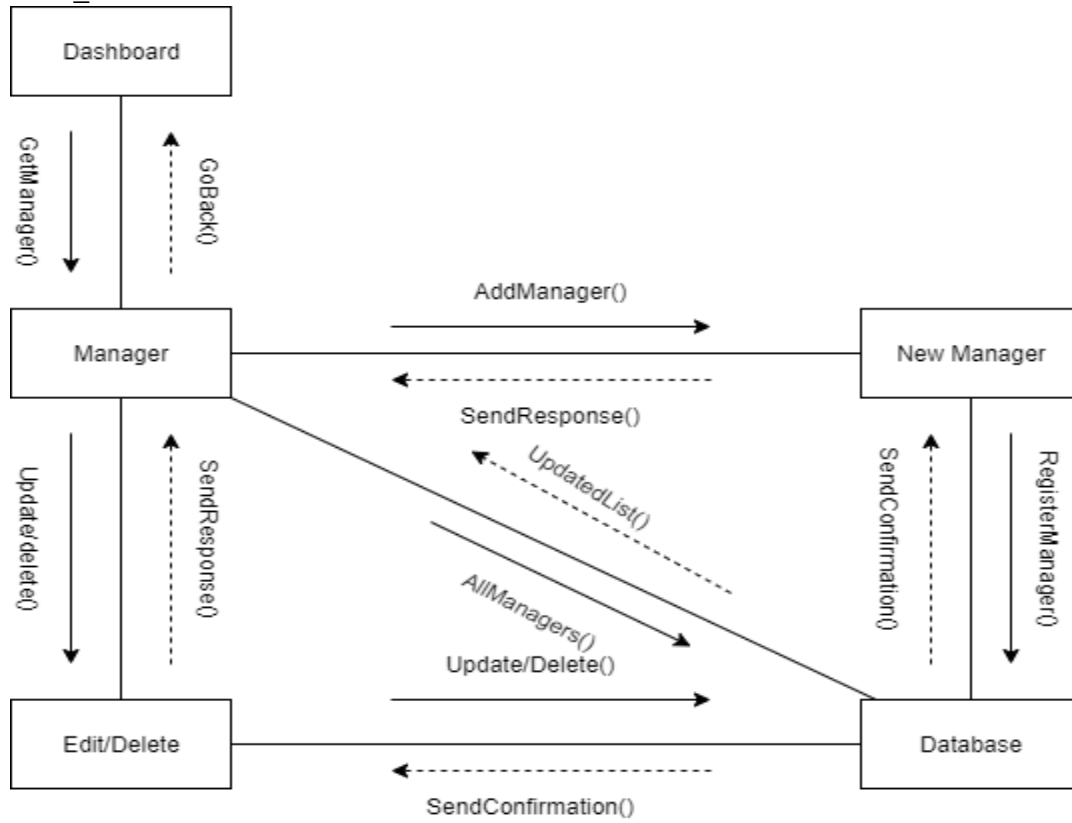 Dashboard
GetManager()
GoBack()
AddManager()
Manager
New Manager
SendResponse()
UpdatedList()
Update/delete()
SendResponse()
SendConfirmation()
RegisterManager()
AllManagers()
Update/Delete()
Edit/Delete
Database
SendConfirmation()